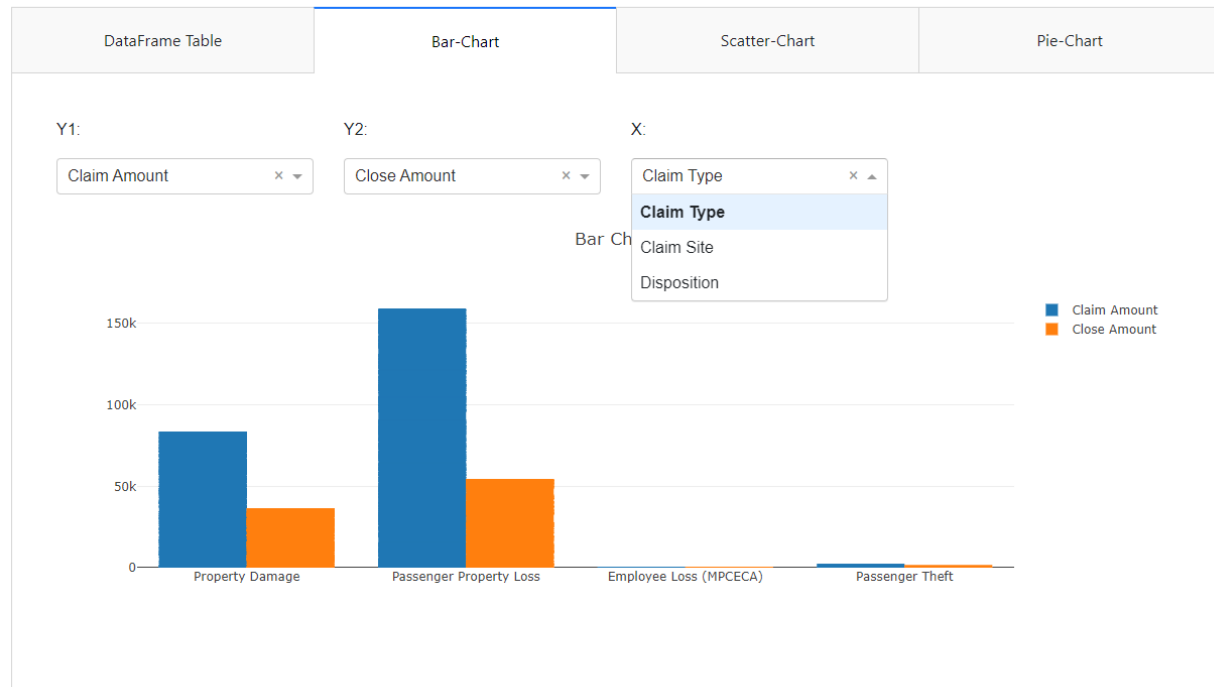 DataFrame Table
Bar-Chart
Scatter-Chart
Pie-Chart
Y1:
Y2:
X:
Claim Amount
Close Amount
Claim Type
Claim Type
Claim Site
Disposition
Bar
Claim Amount
Close Amount
150k
100k
50k
0
Property Damage
Passenger Property Loss
Employee Loss (MPCECA)
Passenger Theft